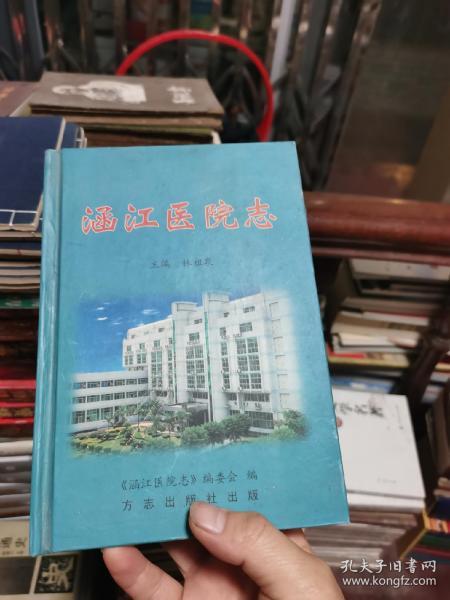 涵江医院志
主编 林祖泉
《涵江医院志》编委会 编
方志出版社出版
孔夫子旧书网
www.kongfz.com